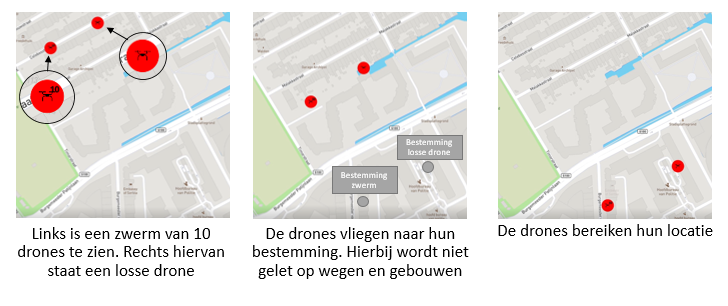 10
Bestemming
losse drone
Bestemming
zwerm
Links is een zwerm van 10
drones te zien. Rechts hiervan
staat een losse drone
De drones vliegen naar hun
bestemming. Hierbij wordt niet
gelet op wegen en gebouwen
De drones bereiken hun locatie